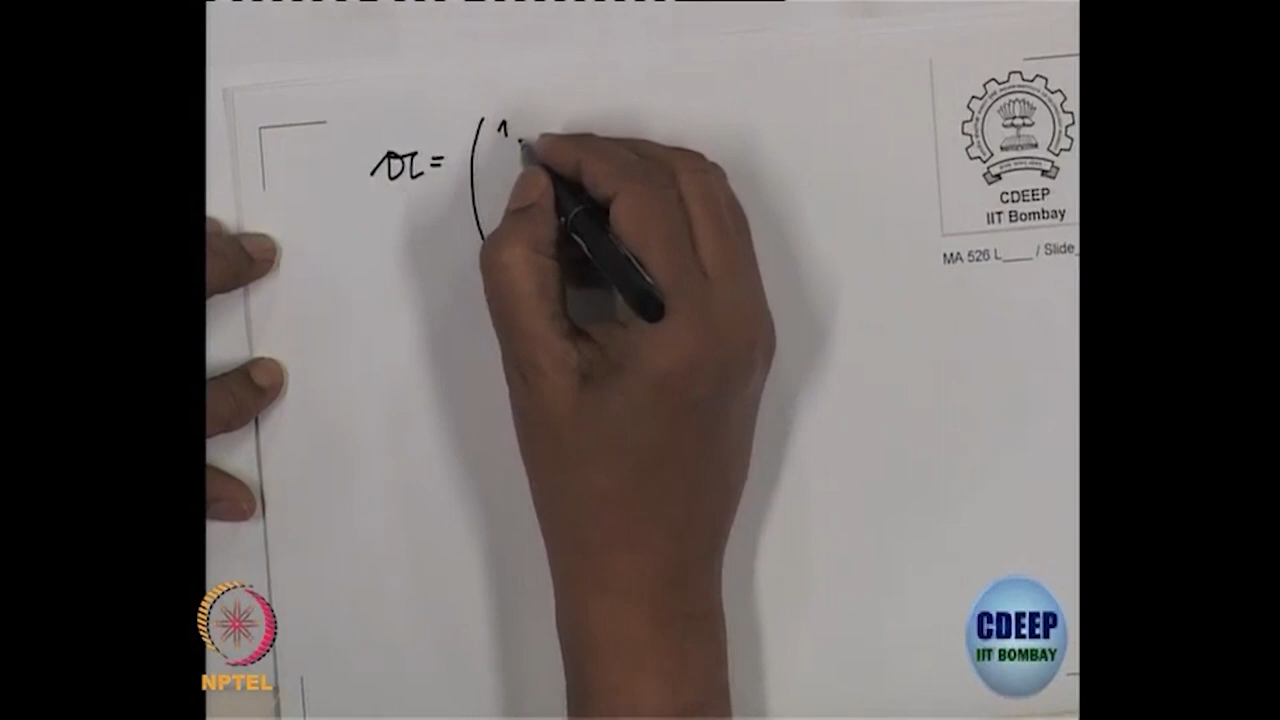 CDEEP
IIT Bombay
MA 526 L____ / Slide_
= ( 1
NPTEL
CDEEP
IIT BOMBAY